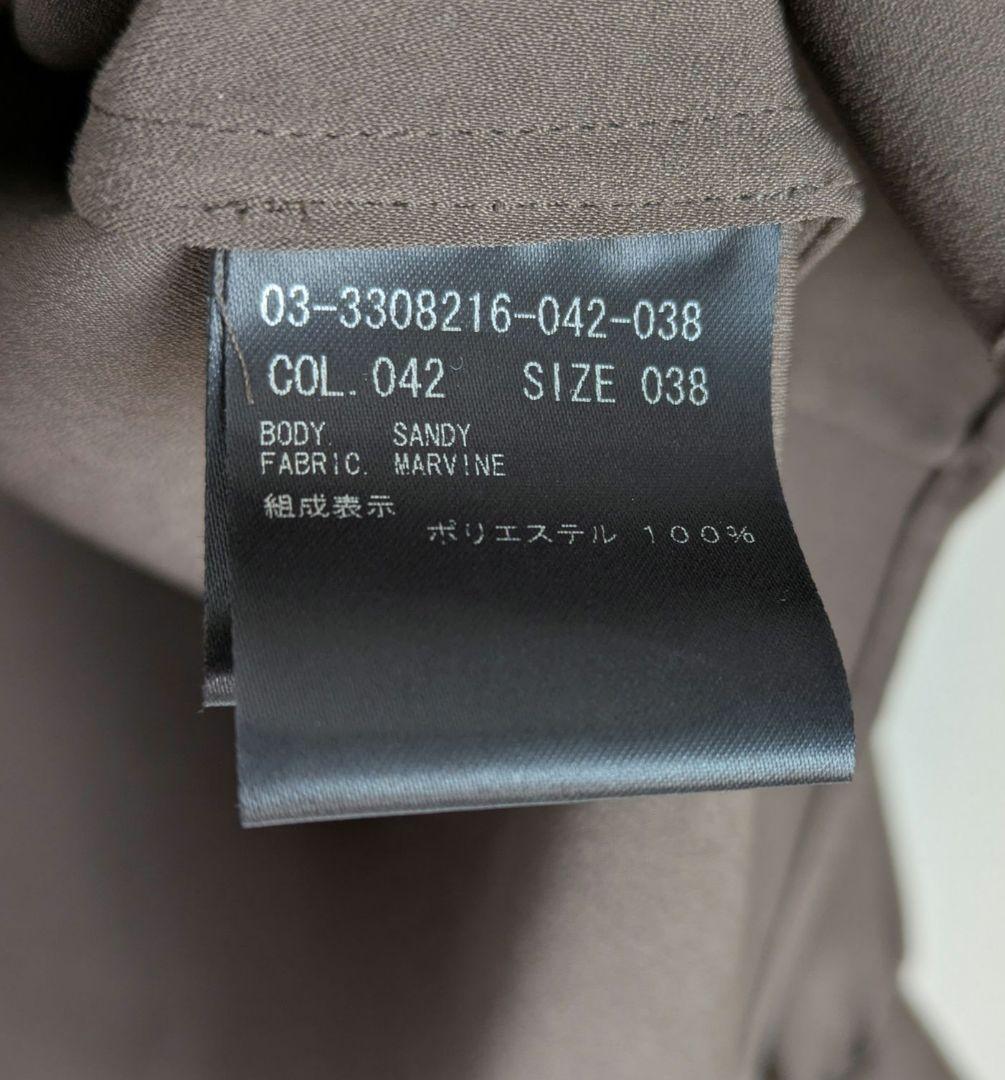 03-3308216-042-038
COL. 042 SIZE 038
BODY. SANDY
FABRIC. MARVINE
組成表示
ポリエステル 100%